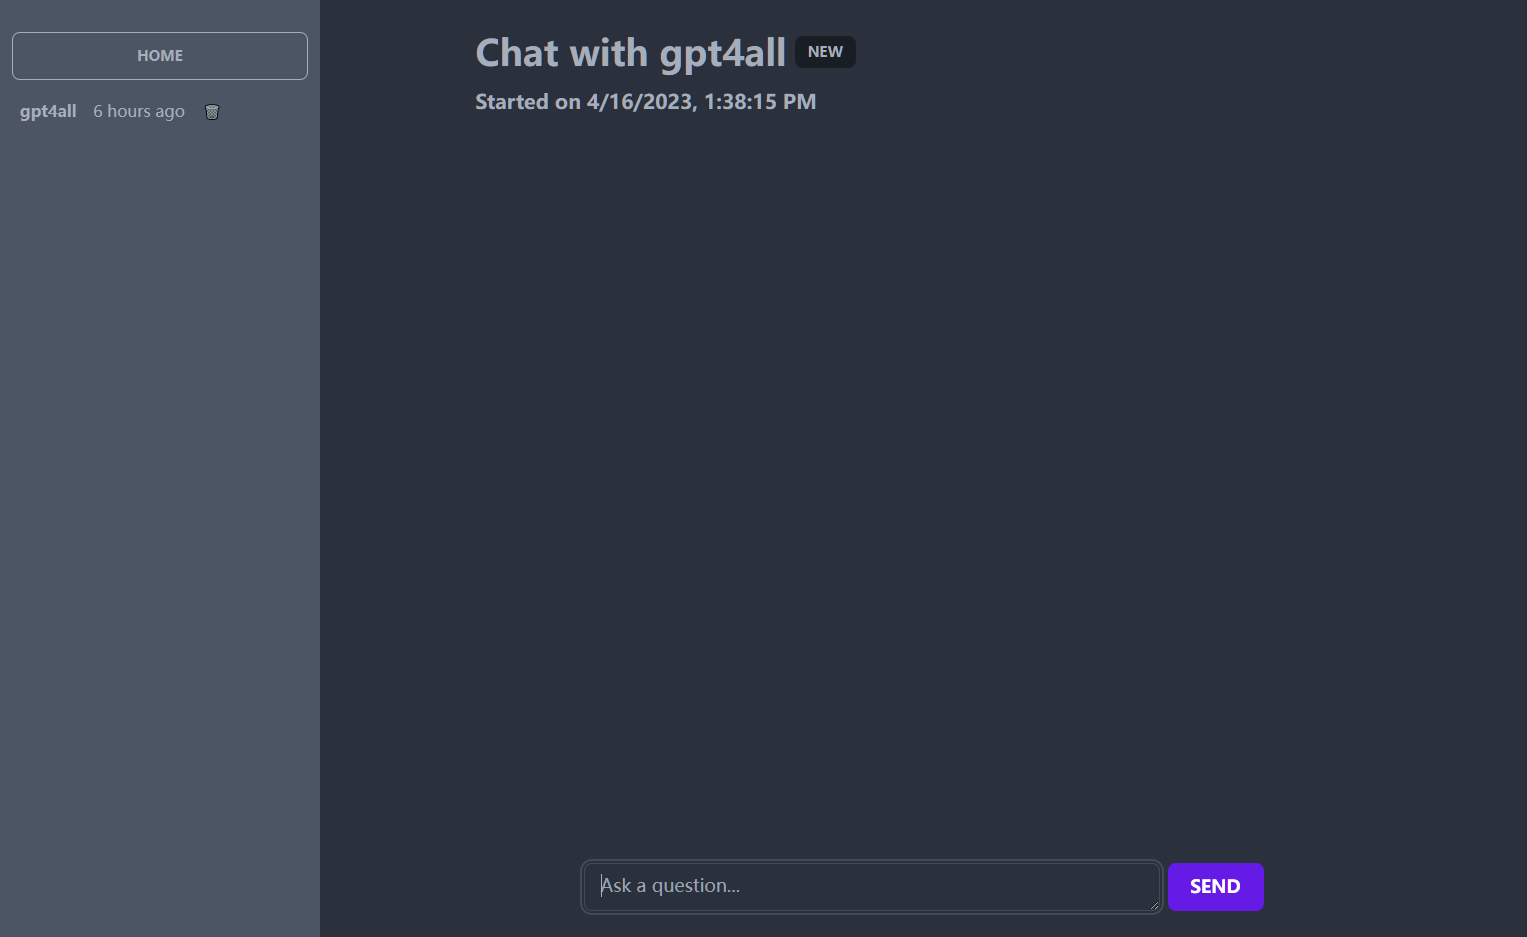 HOME
gpt4all 6 hours ago
Chat with gpt4all NEW
Started on 4/16/2023, 1:38:15 PM
Ask a question...
SEND